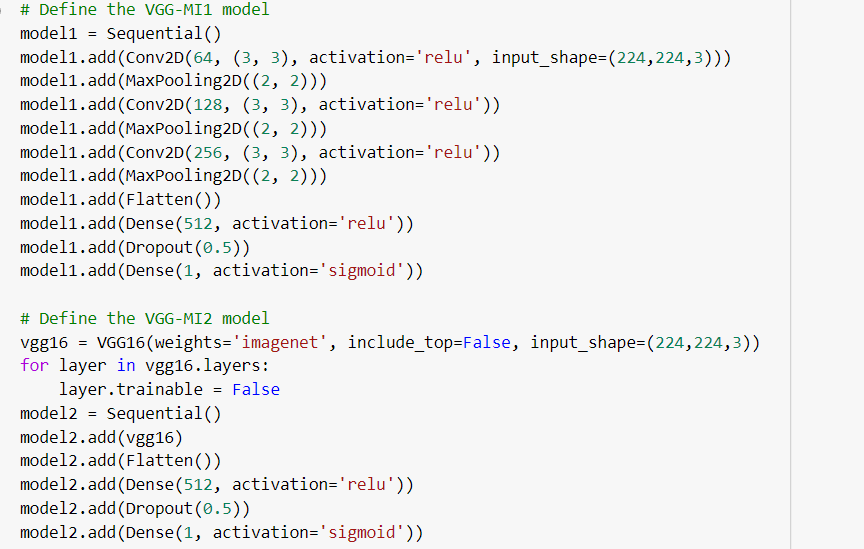 # Define the VGG-MI1 model
model1 = Sequential()
model1.add(Conv2D(64, (3, 3), activation='relu', input_shape=(224,224,3)))
model1.add(MaxPooling2D((2, 2)))
model1.add(Conv2D(128, (3, 3), activation='relu'))
model1.add(MaxPooling2D((2, 2)))
model1.add(Conv2D(256, (3, 3), activation='relu'))
model1.add(MaxPooling2D((2, 2)))
model1.add(Flatten())
model1.add(Dense(512, activation='relu'))
model1.add(Dropout(0.5))
model1.add(Dense(1, activation='sigmoid'))

# Define the VGG-MI2 model
vgg16 = VGG16(weights='imagenet', include_top=False, input_shape=(224,224,3))
for layer in vgg16.layers:
    layer.trainable = False
model2 = Sequential()
model2.add(vgg16)
model2.add(Flatten())
model2.add(Dense(512, activation='relu'))
model2.add(Dropout(0.5))
model2.add(Dense(1, activation='sigmoid'))